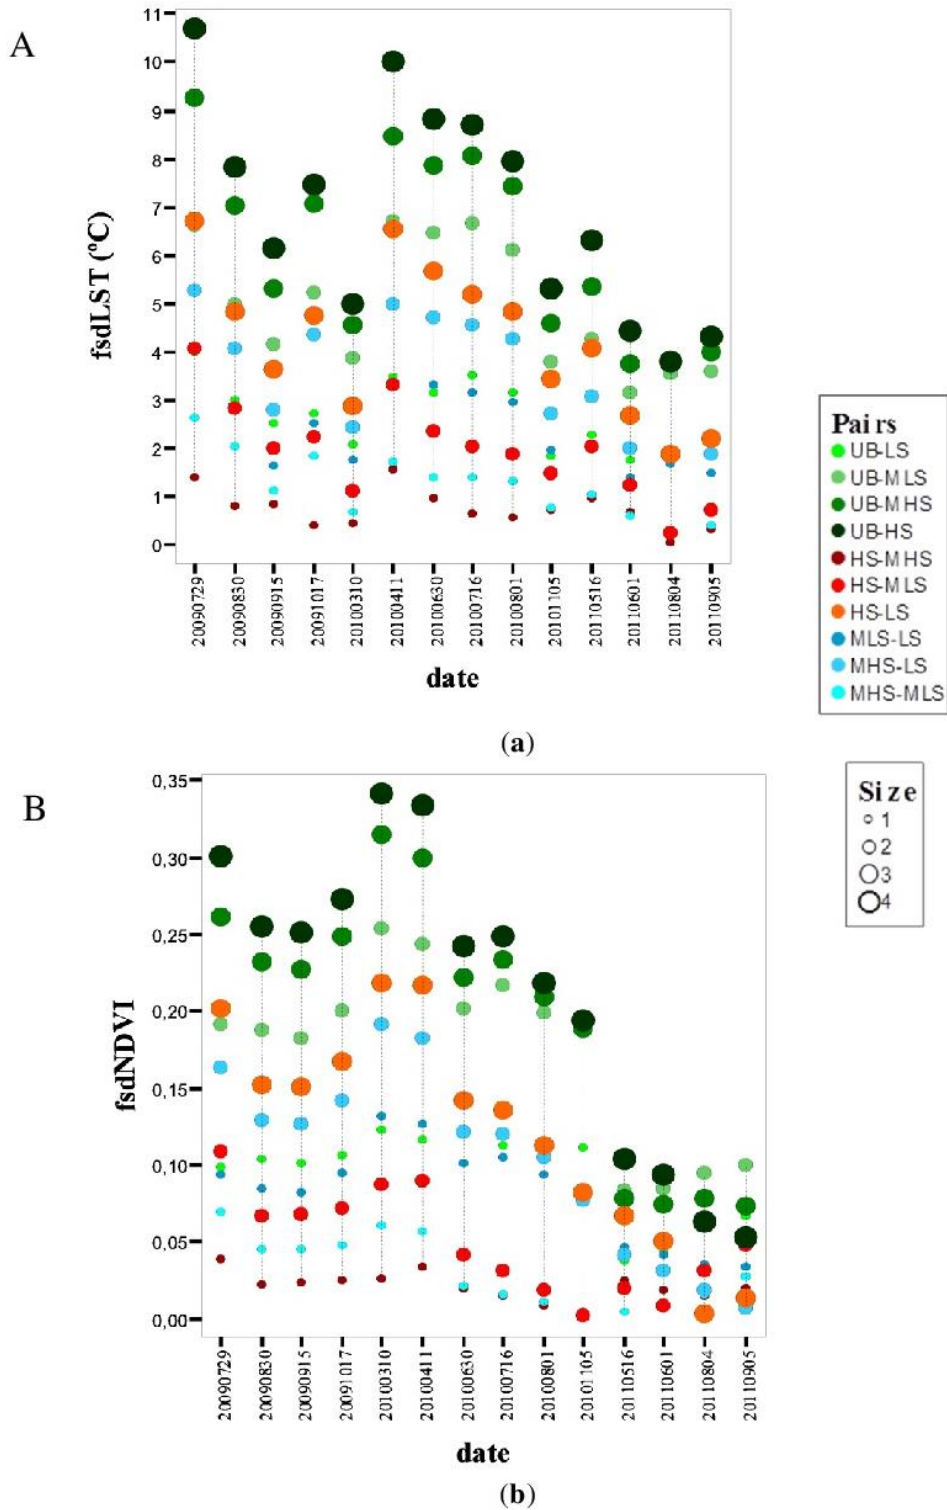 A
fsdLST (ºC)
11
10
9
8
7
6
5
4
3
2
1
0
20090729
20090830
20090915
20091017
20100310
20100411
20100630
20100716
20100801
20101105
20110516
20110601
20110804
20110905
date
(a)
Pairs
UB-LS
UB-MLS
UB-MHS
UB-HS
HS-MHS
HS-MLS
HS-LS
MLS-LS
MHS-LS
MHS-MLS
B
fsdNDVI
0,35
0,30
0,25
0,20
0,15
0,10
0,05
0,00
20090729
20090830
20090915
20091017
20100310
20100411
20100630
20100716
20100801
20101105
20110516
20110601
20110804
20110905
date
(b)
Size
1
2
3
4